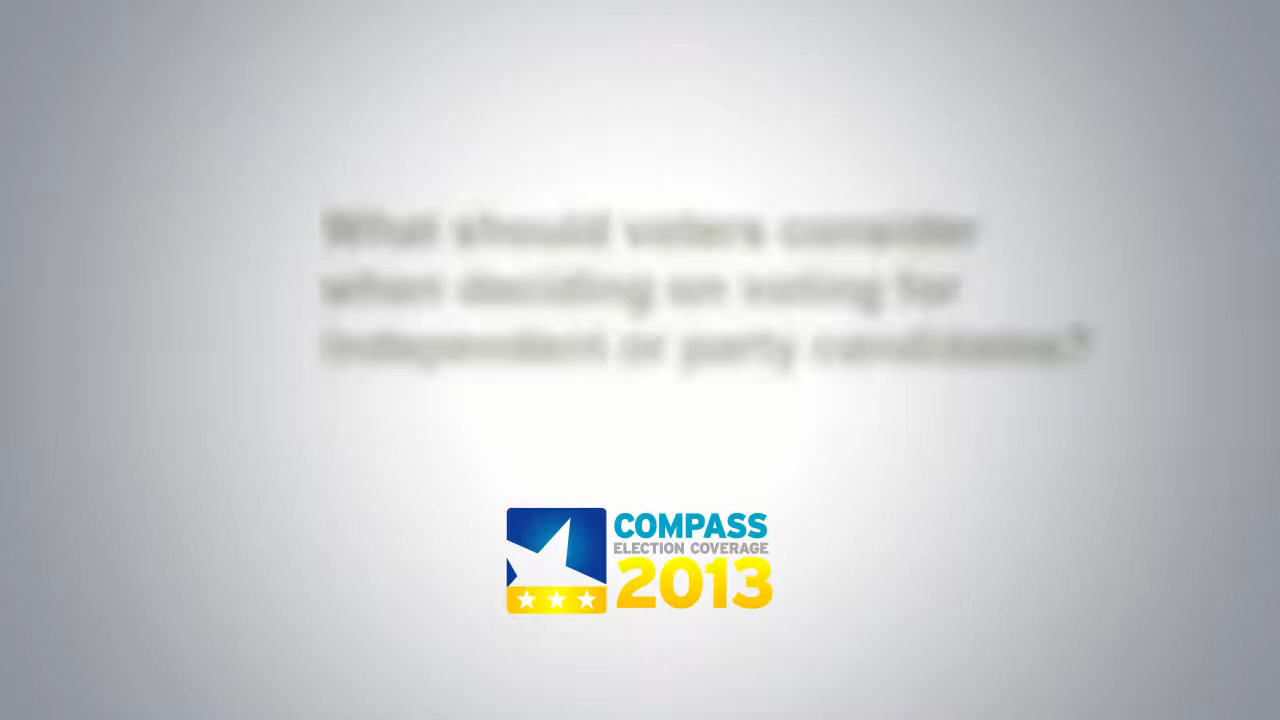 What should voters consider
when deciding on voting for
independent or party candidates?
COMPASS
ELECTION COVERAGE
2013